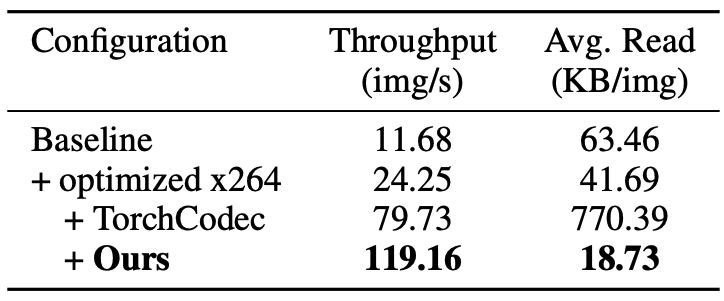 Configuration Throughput Avg. Read
(img/s) (KB/img)
Baseline 11.68 63.46
+ optimized x264 24.25 41.69
+ TorchCodec 79.73 770.39
+ Ours 119.16 18.73